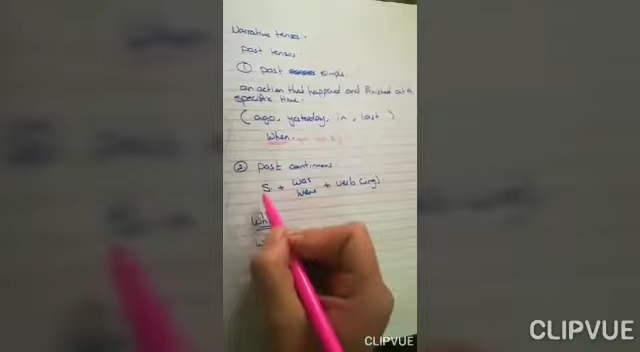 Narrative tenses:-
past tenses:
① past simple
an action that happened and finished at a
specific time.
( ago, yesterday, in, last )
When.
② past continuous.
S. + was + verb (ing)
were
Wh
W
CLIPVUE
CLIPVUE